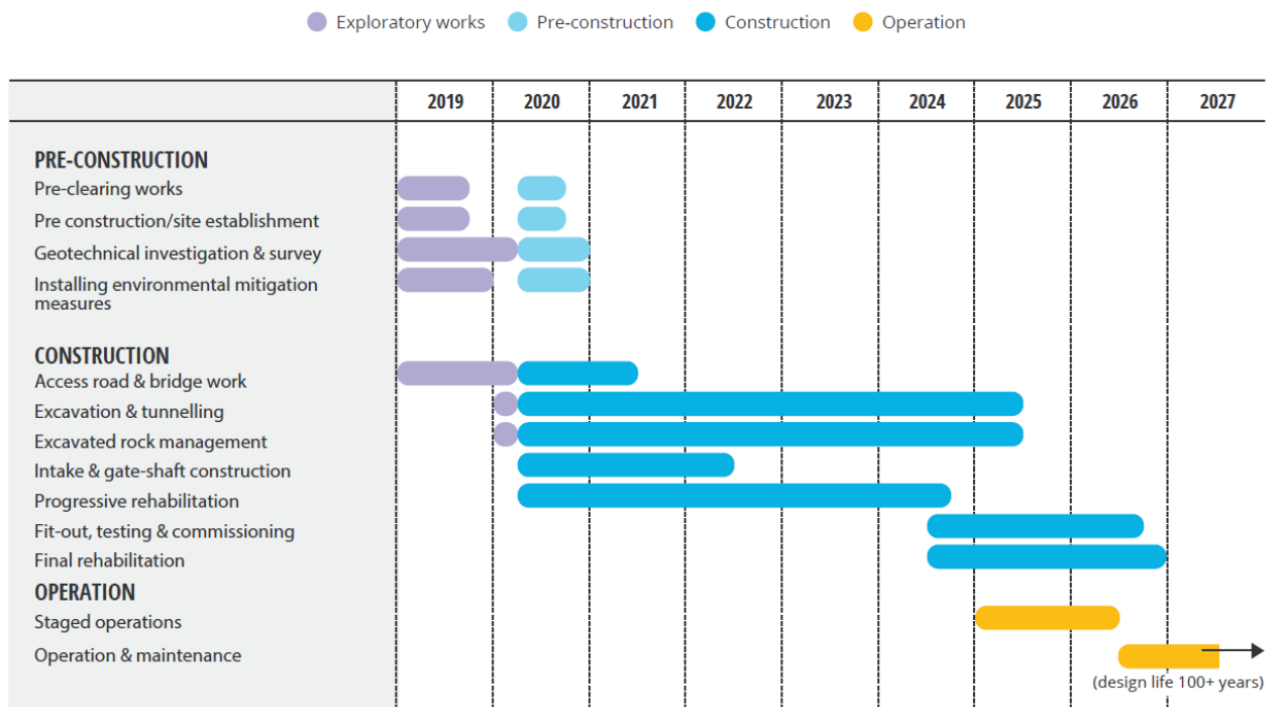 Exploratory works Pre-construction Construction Operation
2019 2020 2021 2022 2023 2024 2025 2026 2027
PRE-CONSTRUCTION
Pre-clearing works
Pre construction/site establishment
Geotechnical investigation & survey
Installing environmental mitigation
measures
CONSTRUCTION
Access road & bridge work
Excavation & tunnelling
Excavated rock management
Intake & gate-shaft construction
Progressive rehabilitation
Fit-out, testing & commissioning
Final rehabilitation
OPERATION
Staged operations
Operation & maintenance
(design life 100+ years)